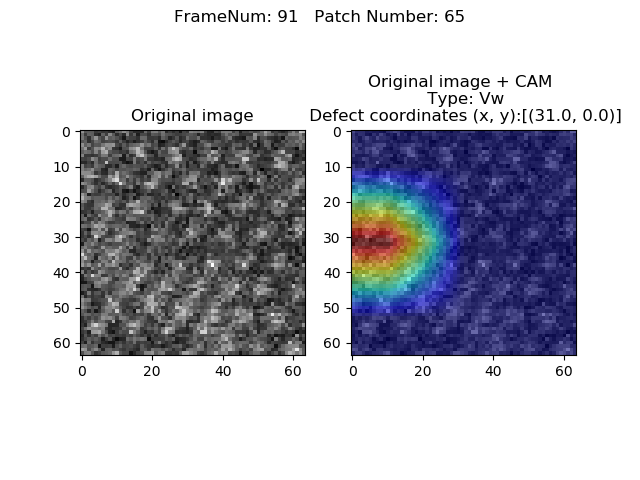 FrameNum: 91   Patch Number: 65
Original image
Original image + CAM
Type: Vw
Defect coordinates (x, y):[(31.0, 0.0)]
0
10
20
30
40
50
60
0 20 40 60
0
10
20
30
40
50
60
0 20 40 60